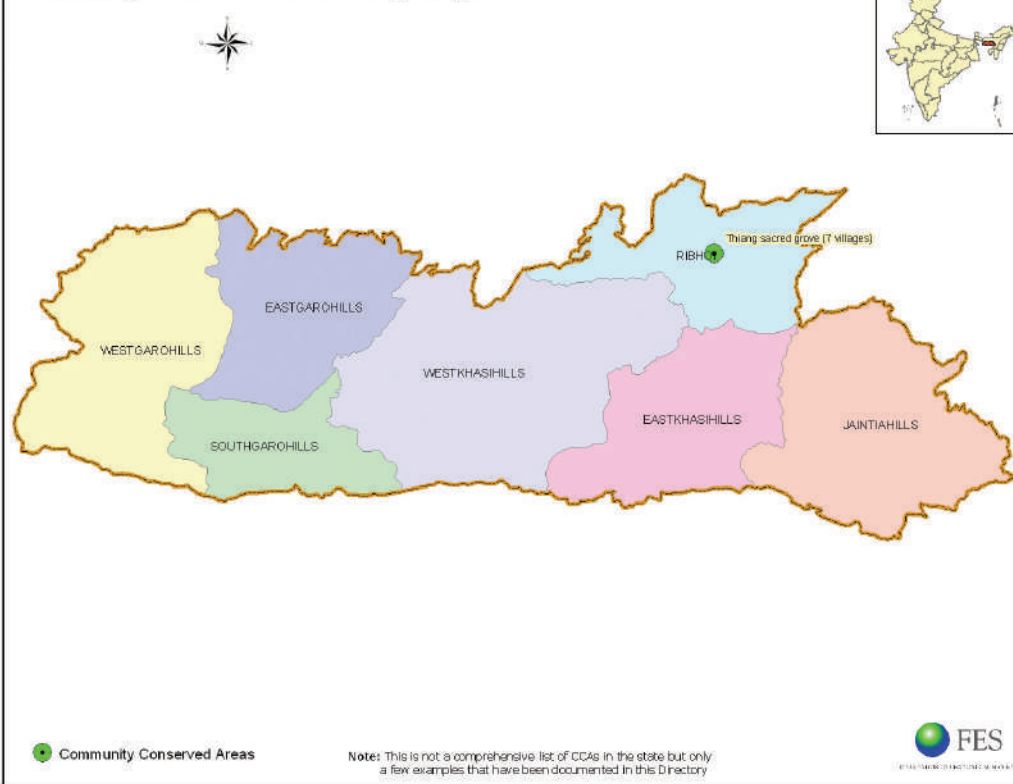 Thiang sacred grove (7 villages)
RIBH
EASTGAROHILLS
WESTGAROHILLS
WESTKHASIHILLS
EASTKHASIHILLS
JAINTIAHILLS
SOUTHGAROHILLS
Community Conserved Areas
Note: This is not a comprehensive list of CCAs in the state but only
a few examples that have been documented in this Directory
FES